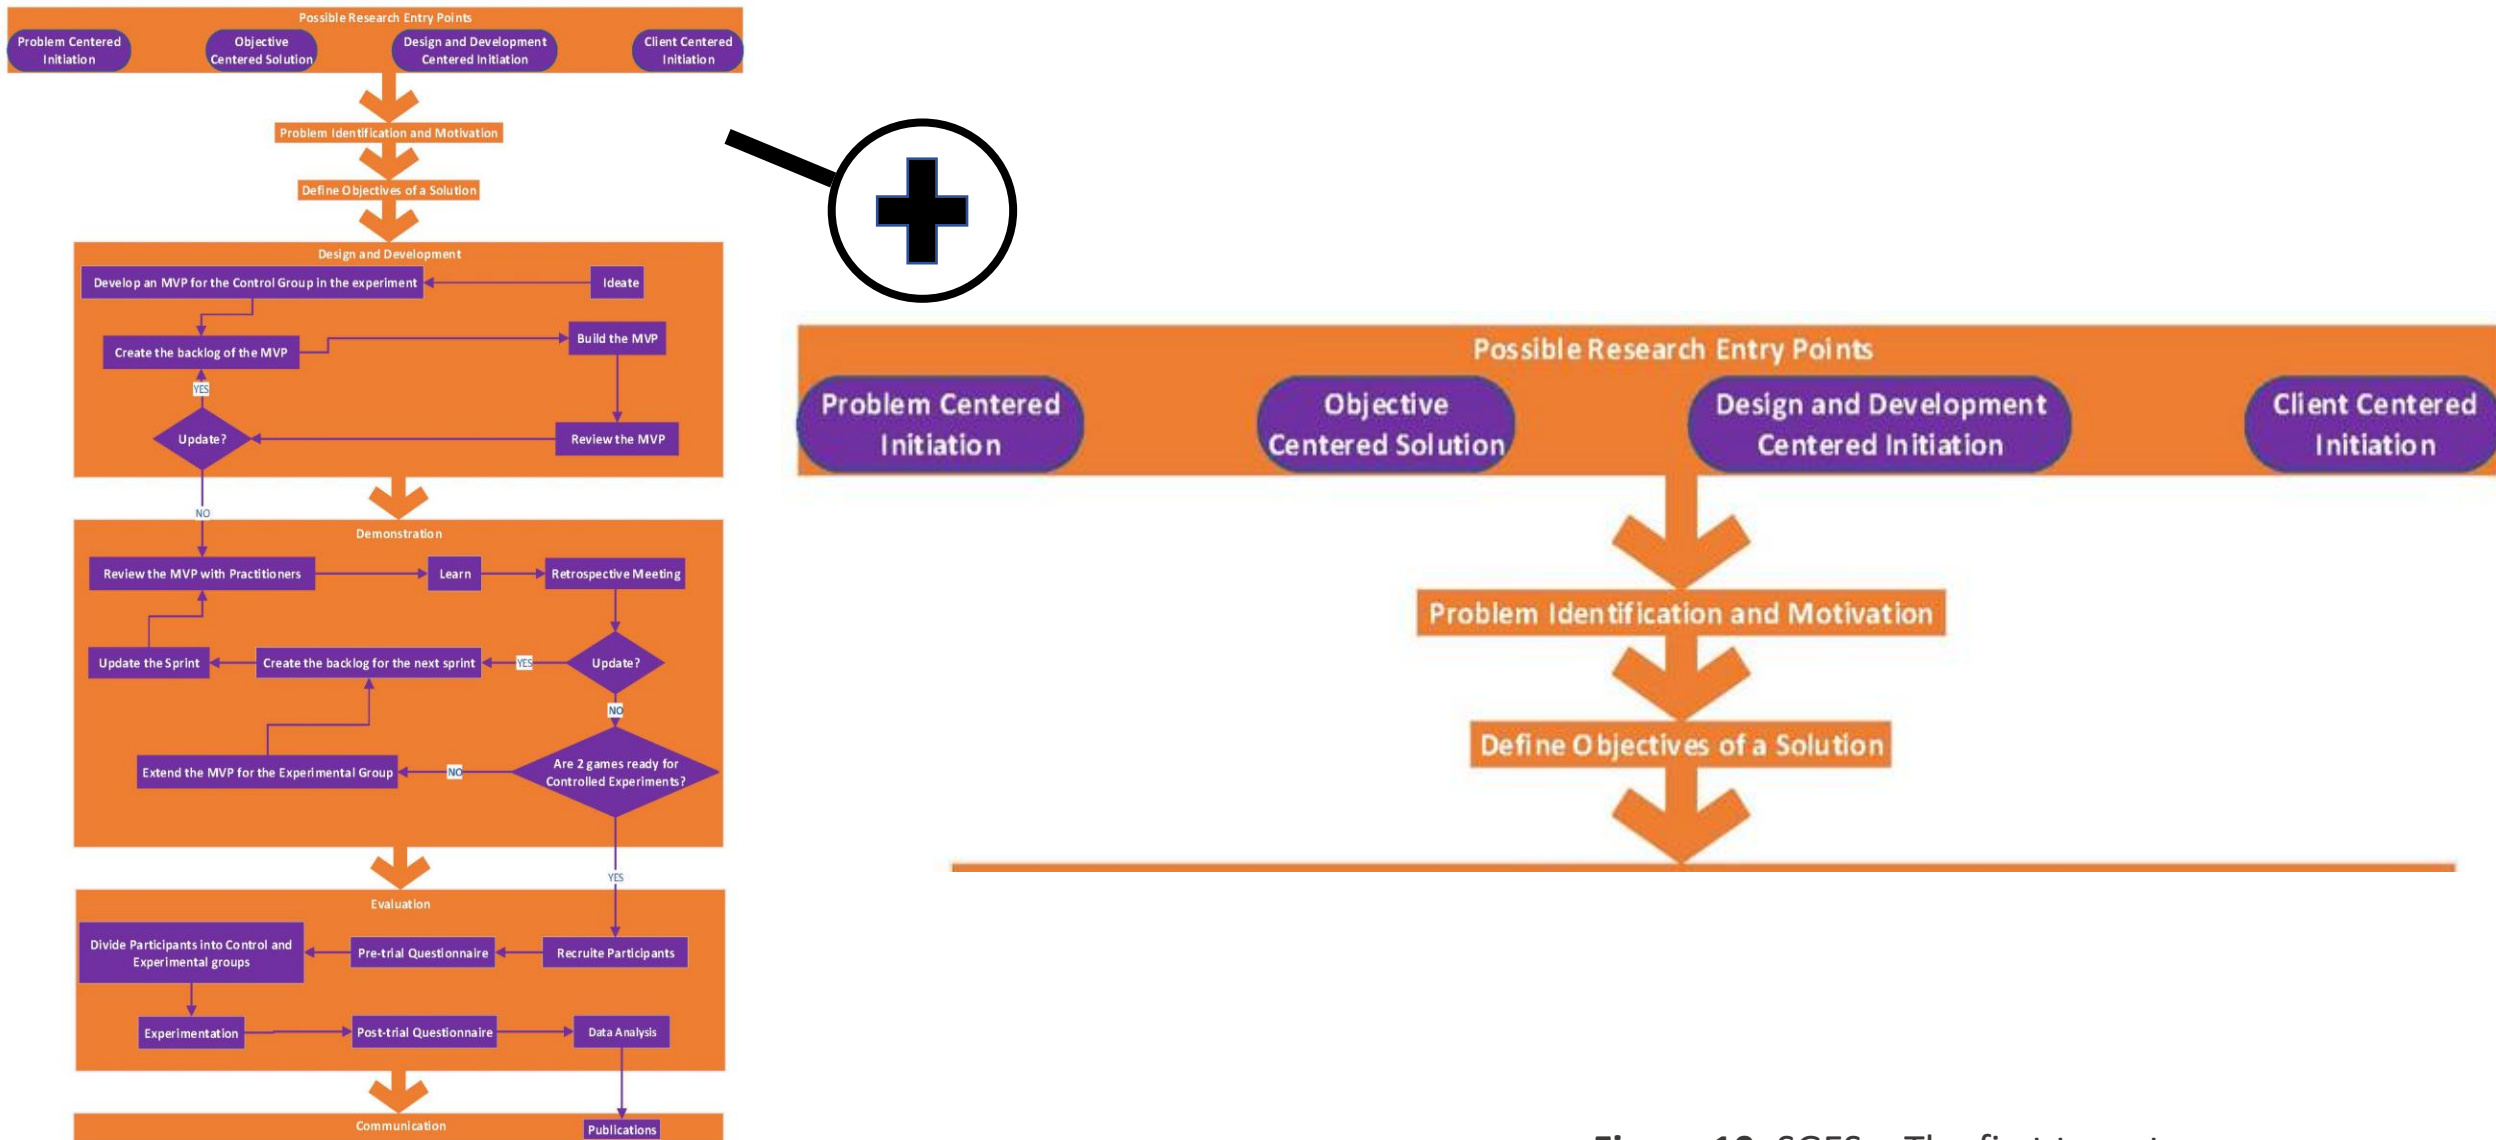 Possible Research Entry Points
Problem Centered
Initiation
Objective
Centered Solution
Design and Development
Centered Initiation
Client Centered
Initiation
Problem Identification and Motivation
Define Objectives of a Solution
Design and Development
Develop an MVP for the Control Group in the experiment
Ideate
Create the backlog of the MVP
Build the MVP
YES
Update?
Review the MVP
NO
Demonstration
Review the MVP with Practitioners
Learn
Retrospective Meeting
Update the Sprint
Create the backlog for the next sprint
YES
Update?
NO
Extend the MVP for the Experimental Group
NO
Are 2 games ready for
Controlled Experiments?
YES
Evaluation
Divide Participants into Control and
Experimental groups
Pre-trial Questionnaire
Recruite Participants
Experimentation
Post-trial Questionnaire
Data Analysis
Communication
Publications
Possible Research Entry Points
Problem Centered
Initiation
Objective
Centered Solution
Design and Development
Centered Initiation
Client Centered
Initiation
Problem Identification and Motivation
Define Objectives of a Solution